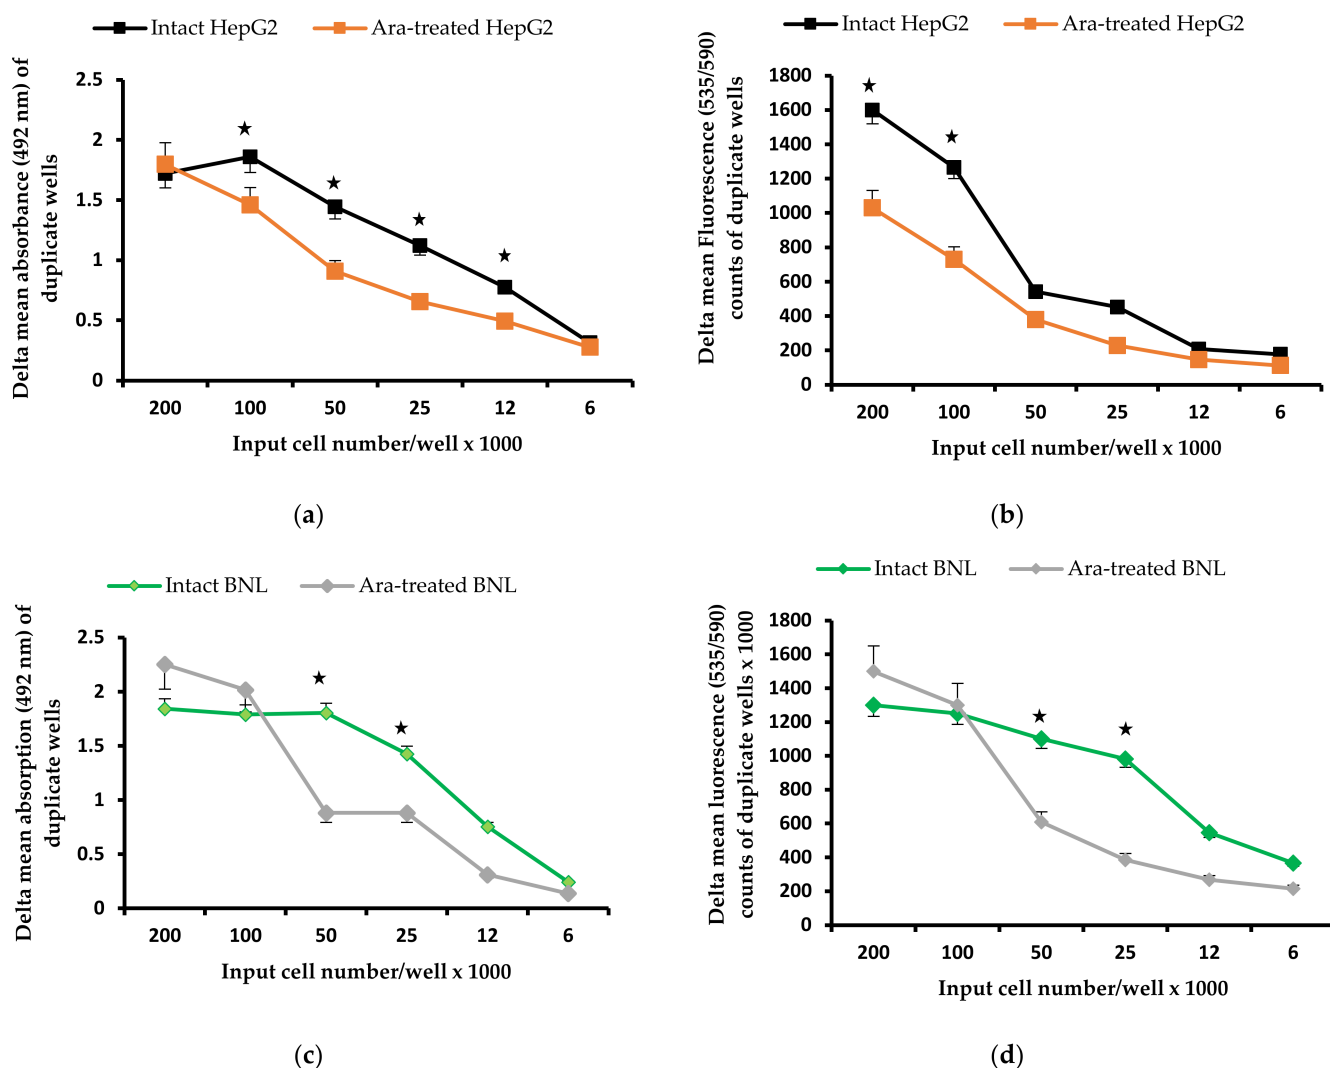 Intact HepG2 Ara-treated HepG2
Delta mean absorbance (492 nm) of
duplicate wells
2.5
2
1.5
1
0.5
0
200 100 50 25 12 6
Input cell number/well x 1000
(a)
Intact HepG2 Ara-treated HepG2
Delta mean Fluorescence (535/590)
counts of duplicate wells
1800
1600
1400
1200
1000
800
600
400
200
0
200 100 50 25 12 6
Input cell number/well x 1000
(b)
Intact BNL Ara-treated BNL
Delta mean absorption (492 nm) of
duplicate wells
2.5
2
1.5
1
0.5
0
200 100 50 25 12 6
Input cell number/well x 1000
(c)
Intact BNL Ara-treated BNL
Delta mean luorescence (535/590)
counts of duplicate wells x 1000
1800
1600
1400
1200
1000
800
600
400
200
0
200 100 50 25 12 6
Input cell number/well x 1000
(d)